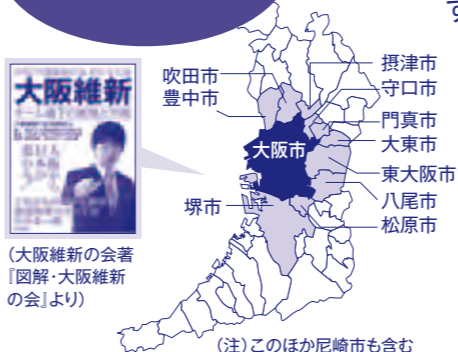 す
大阪維新
(大阪維新の会著
『図解・大阪維新
の会』より)
吹田市
豊中市
大阪市
堺市
摂津市
守口市
門真市
大東市
東大阪市
八尾市
松原市
(注)このほか尼崎市も含む